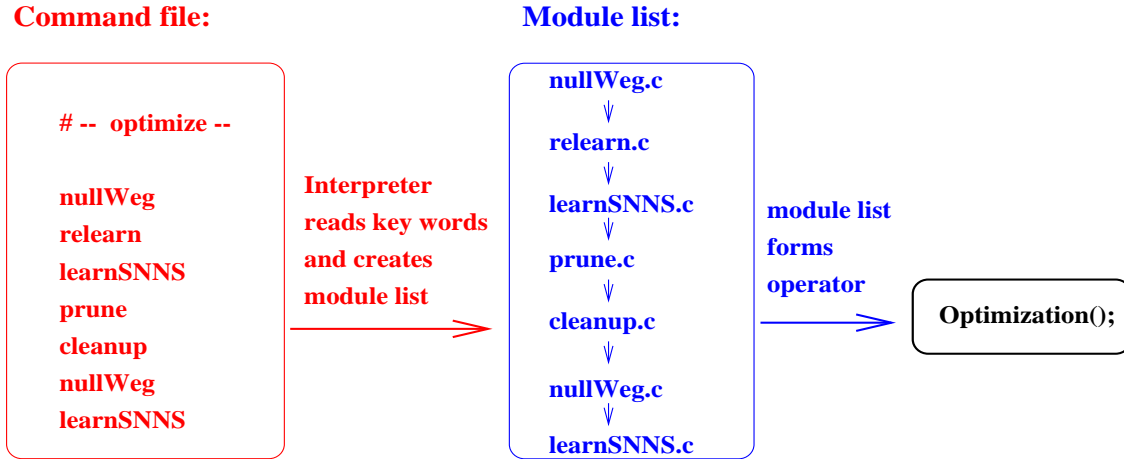 Command file:
# -- optimize --
nullWeg
relearn
learnSNNS
prune
cleanup
nullWeg
learnSNNS
Interpreter
reads key words
and creates
module list
Module list:
nullWeg.c
relearn.c
learnSNNS.c
prune.c
cleanup.c
nullWeg.c
learnSNNS.c
module list
forms
operator
Optimization();